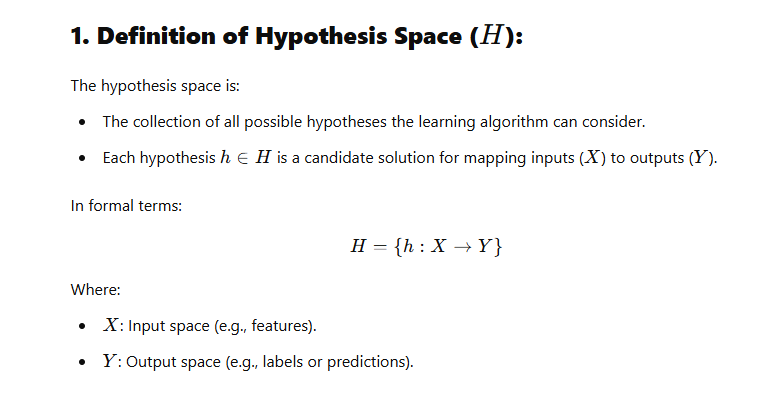 1. Definition of Hypothesis Space (H):
The hypothesis space is:
• The collection of all possible hypotheses the learning algorithm can consider.
• Each hypothesis h ∈ H is a candidate solution for mapping inputs (X) to outputs (Y).
In formal terms:
H = {h : X → Y}
Where:
• X: Input space (e.g., features).
• Y: Output space (e.g., labels or predictions).